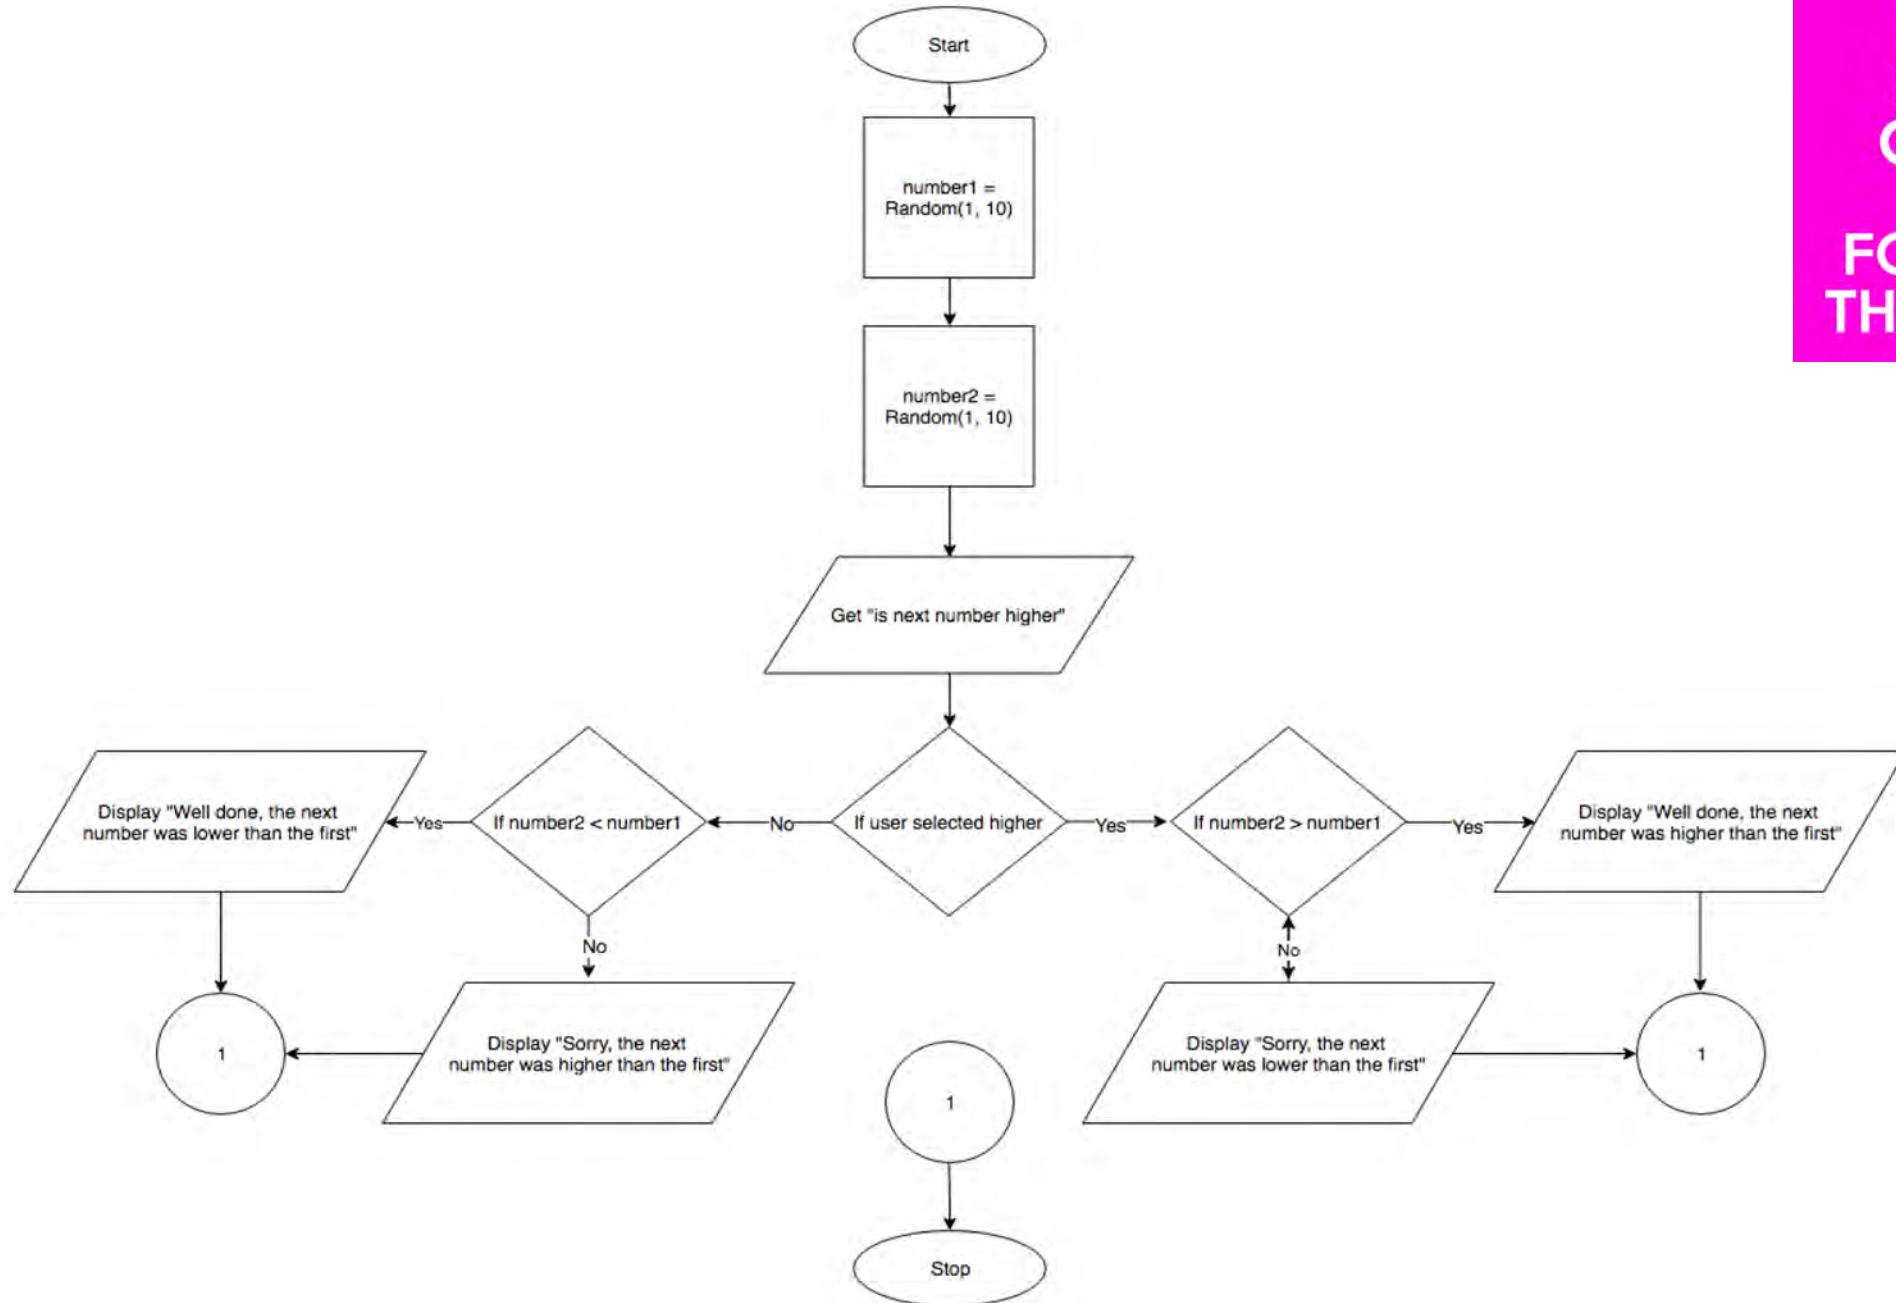 Start
number1 =
Random(1, 10)
number2 =
Random(1, 10)
Get "is next number higher"
Display "Well done, the next
number was lower than the first"
Yes
If number2 < number1
No
If user selected higher
Yes
If number2 > number1
Yes
Display "Well done, the next
number was higher than the first"
No
No
1
Display "Sorry, the next
number was higher than the first"
1
Display "Sorry, the next
number was lower than the first"
1
Stop